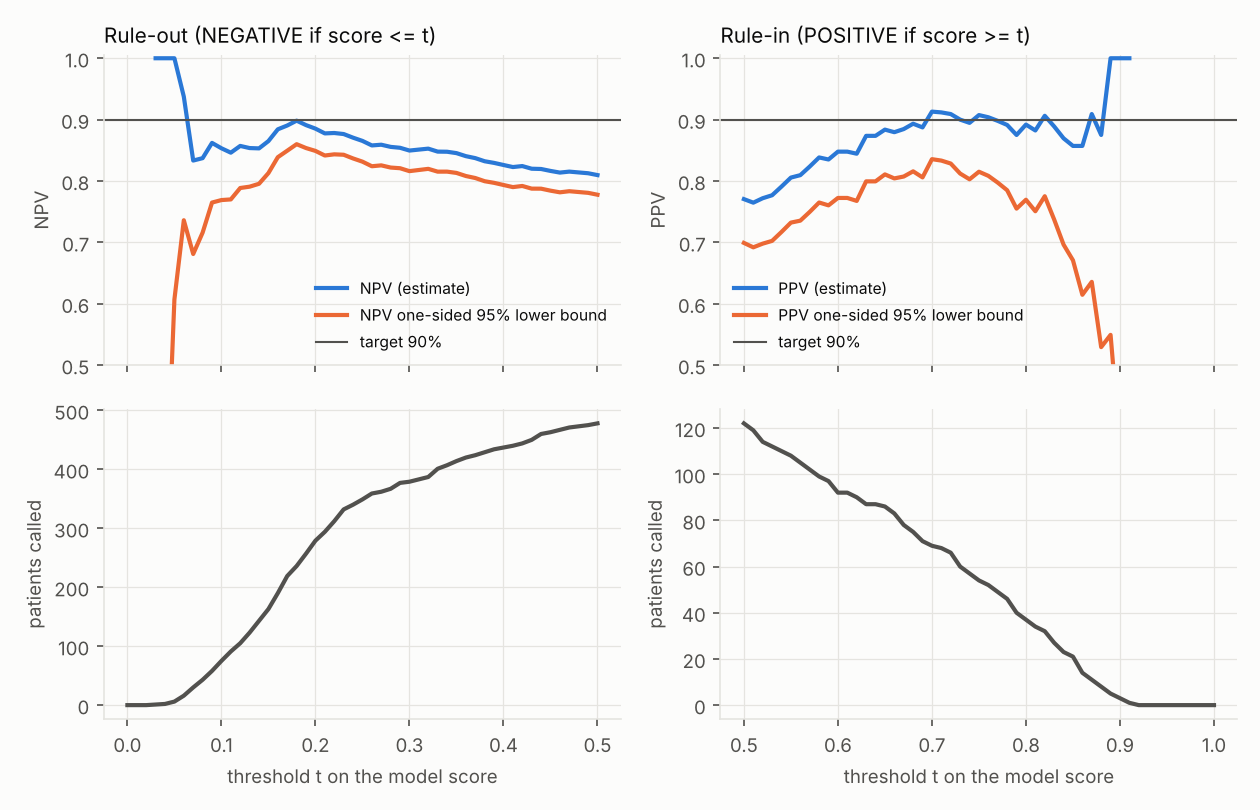 Rule-out (NEGATIVE if score <= t)
1.0
0.9
0.8
0.7
0.6
0.5
NPV
NPV (estimate)
NPV one-sided 95% lower bound
target 90%
Rule-in (POSITIVE if score >= t)
1.0
0.9
0.8
0.7
0.6
0.5
PPV
PPV (estimate)
PPV one-sided 95% lower bound
target 90%
500
400
300
200
100
0
patients called
0.0 0.1 0.2 0.3 0.4 0.5
threshold t on the model score
120
100
80
60
40
20
0
patients called
0.5 0.6 0.7 0.8 0.9 1.0
threshold t on the model score